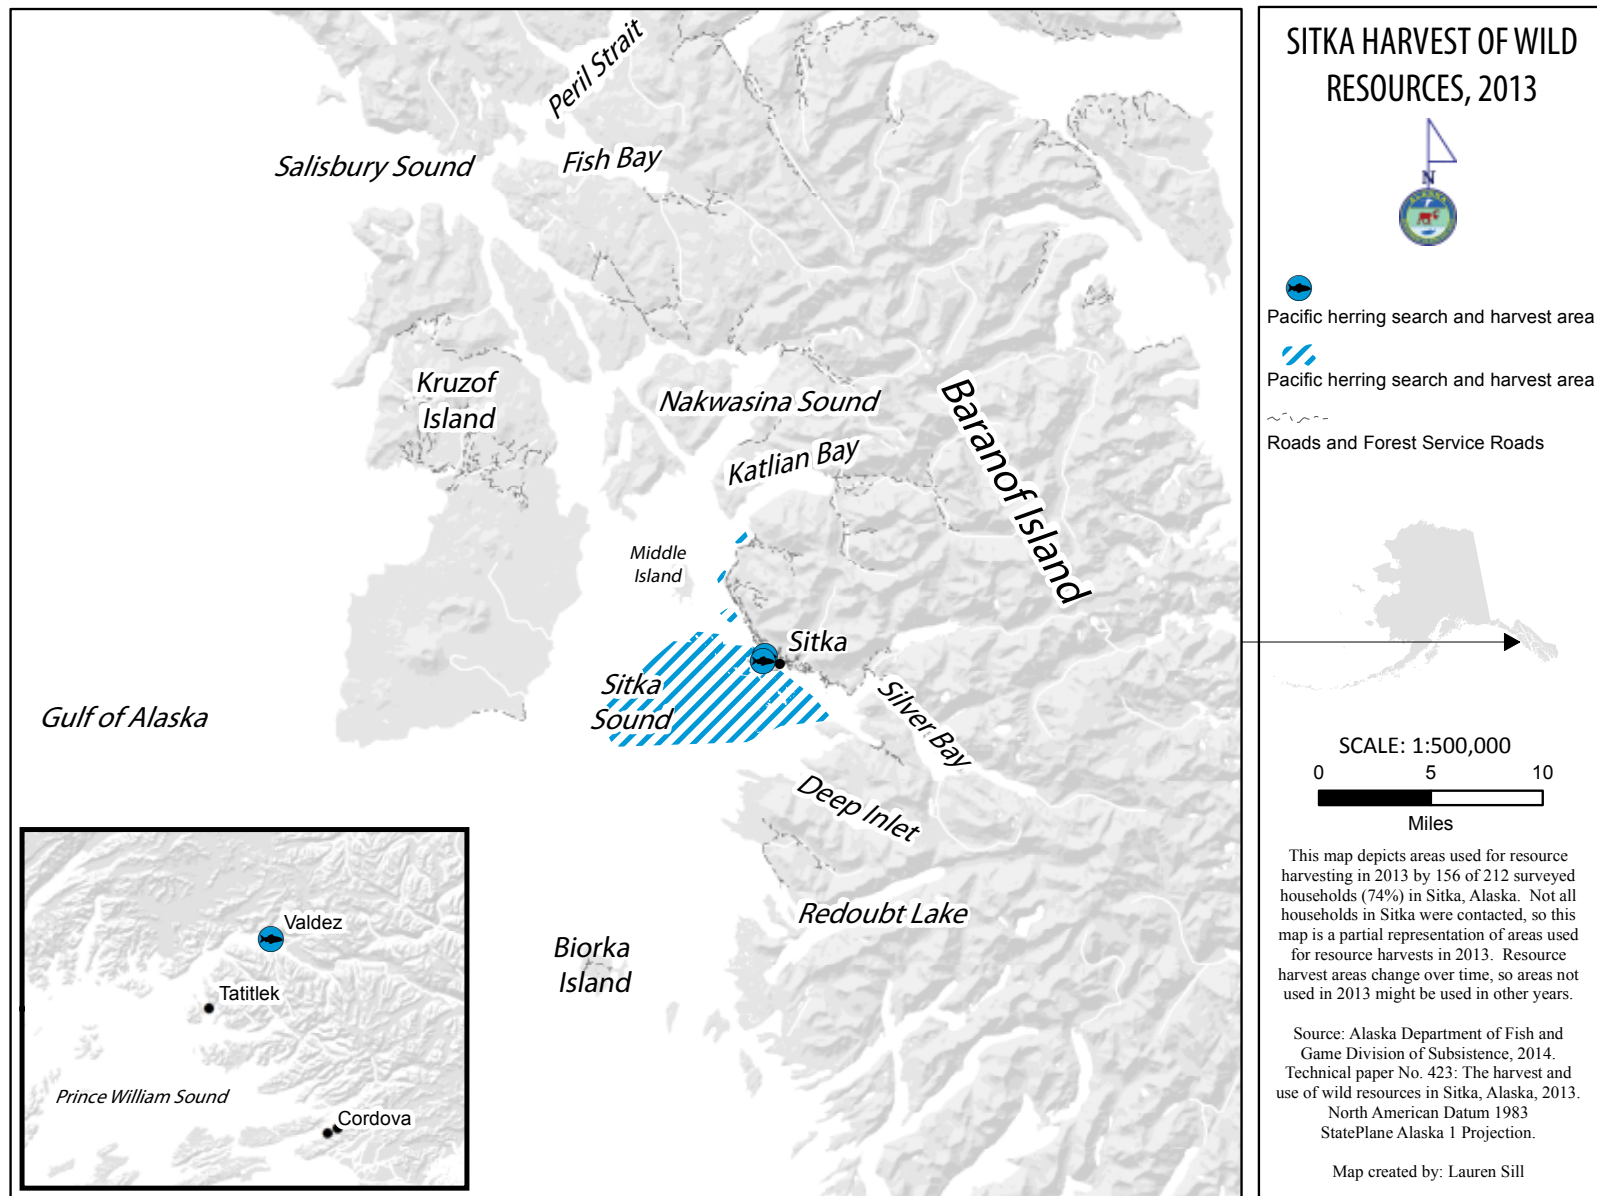 SITKA HARVEST OF WILD
RESOURCES, 2013
N
ALASKA
Pacific herring search and harvest area
Pacific herring search and harvest area
Roads and Forest Service Roads
SCALE: 1:500,000
0 5 10
Miles
This map depicts areas used for resource
harvesting in 2013 by 156 of 212 surveyed
households (74%) in Sitka, Alaska. Not all
households in Sitka were contacted, so this
map is a partial representation of areas used
for resource harvests in 2013. Resource
harvest areas change over time, so areas not
used in 2013 might be used in other years.
Source: Alaska Department of Fish and
Game Division of Subsistence, 2014.
Technical paper No. 423: The harvest and
use of wild resources in Sitka, Alaska, 2013.
North American Datum 1983
StatePlane Alaska 1 Projection.
Map created by: Lauren Sill
Peril Strait
Salisbury Sound
Fish Bay
Kruzof
Island
Nakwasina Sound
Katlian Bay
Baranof Island
Middle
Island
Sitka
Sitka
Sound
Silver Bay
Gulf of Alaska
Deep Inlet
Redoubt Lake
Biorka
Island
Valdez
Tatitlek
Prince William Sound
Cordova